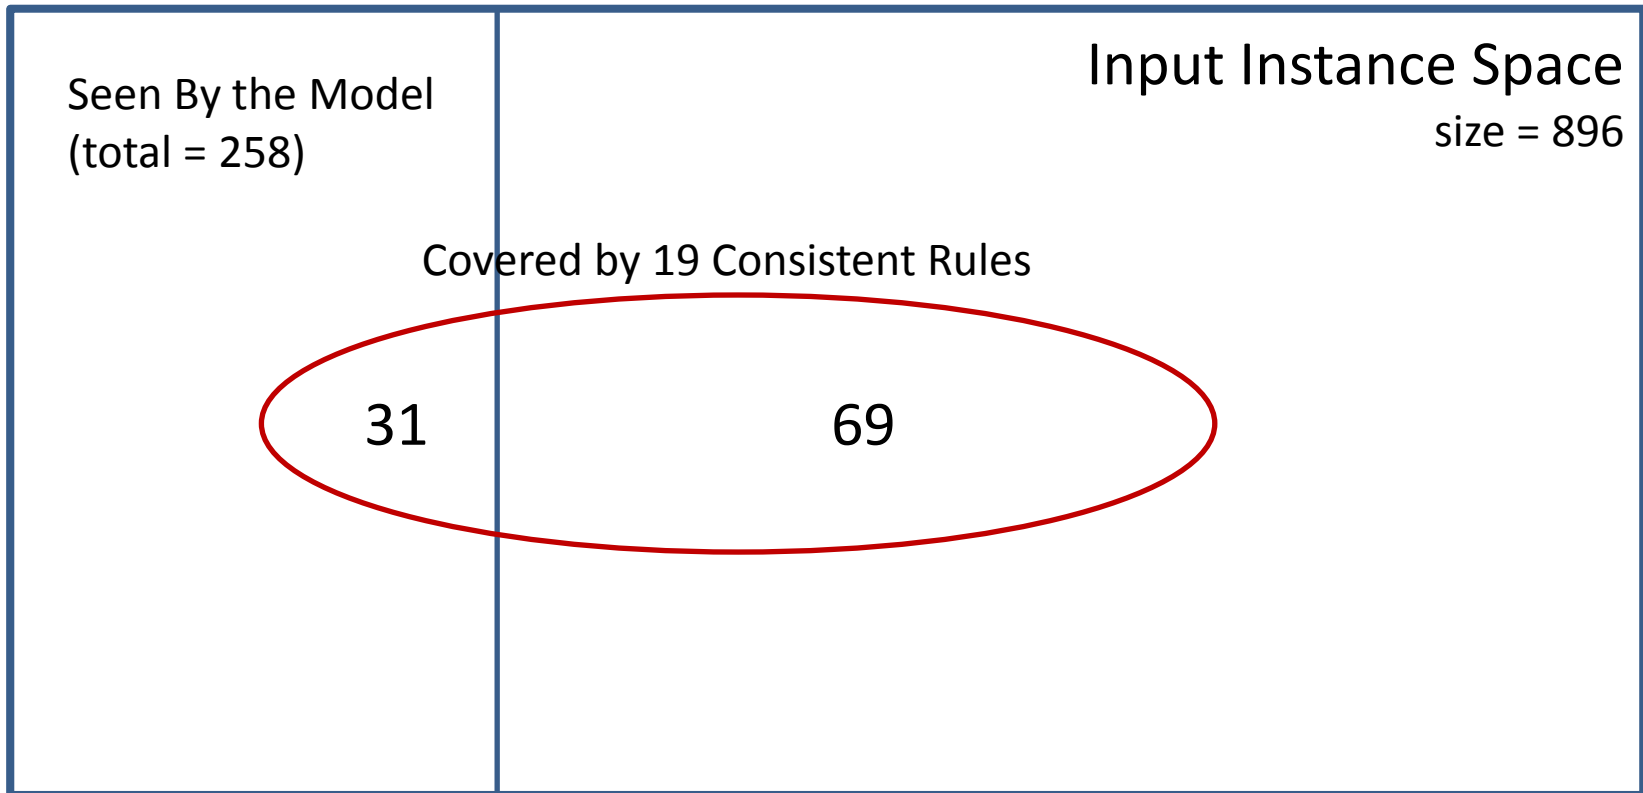 Seen By the Model
(total = 258)
Input Instance Space
size = 896
Covered by 19 Consistent Rules
31
69